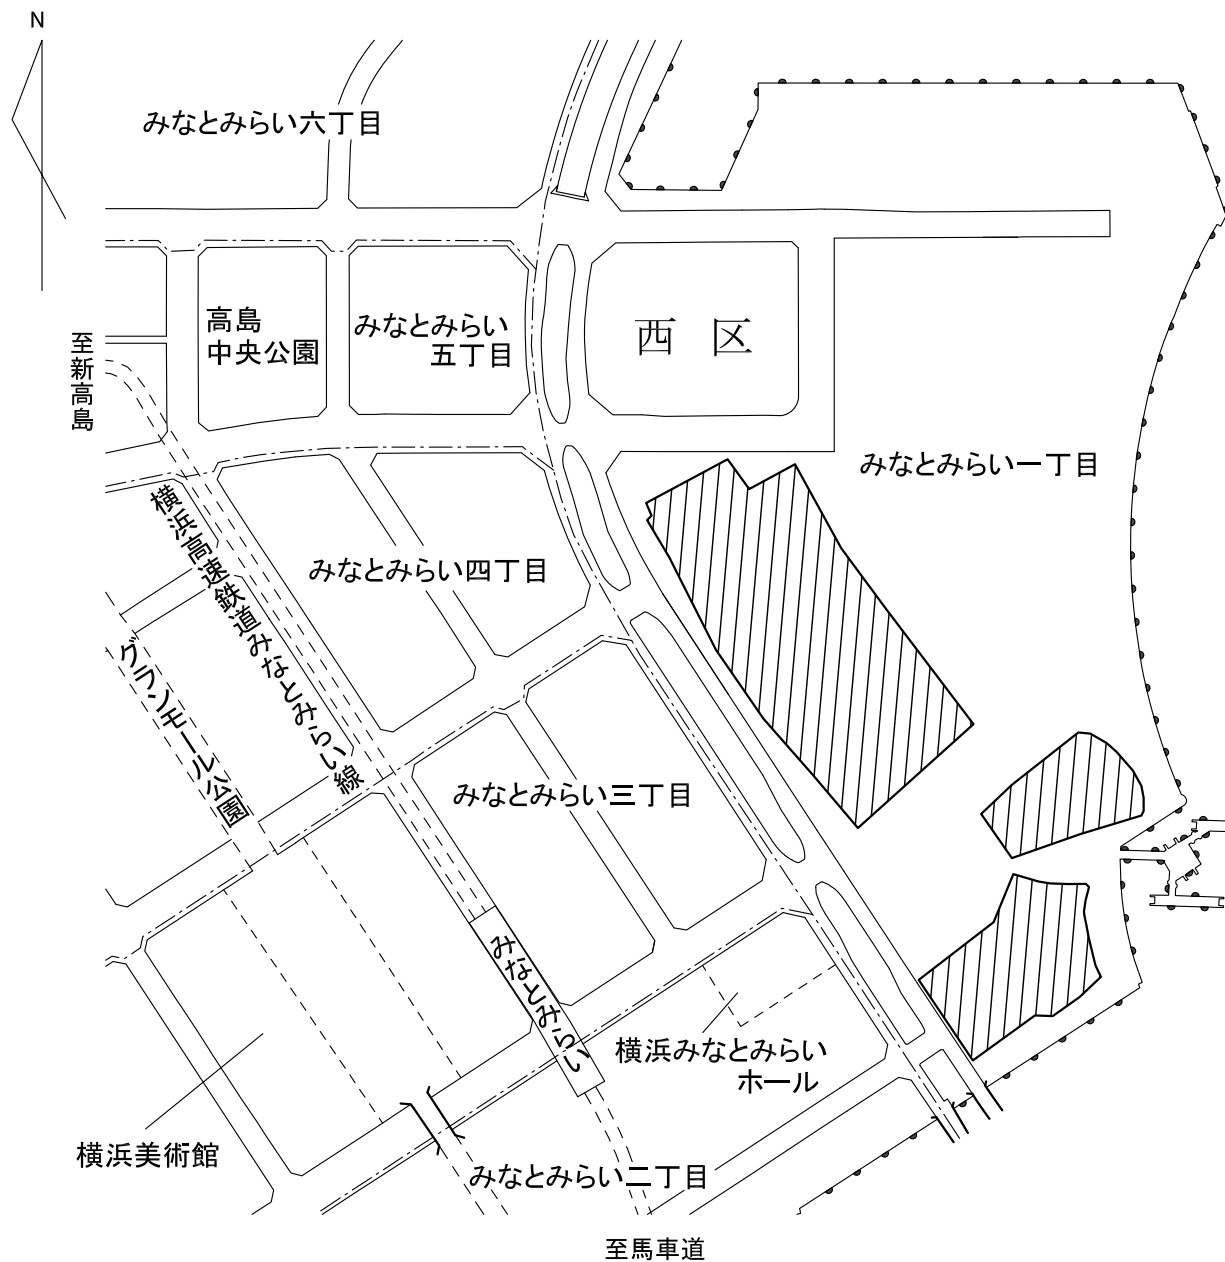 N
みなとみらい六丁目
高島
中央公園
みなとみらい
五丁目
西区
至新高島
みなとみらい一丁目
横浜高速鉄道みなとみらい線
みなとみらい四丁目
グランモール公園
みなとみらい三丁目
みなとみらい
横浜みなとみらい
ホール
横浜美術館
みなとみらい二丁目
至馬車道